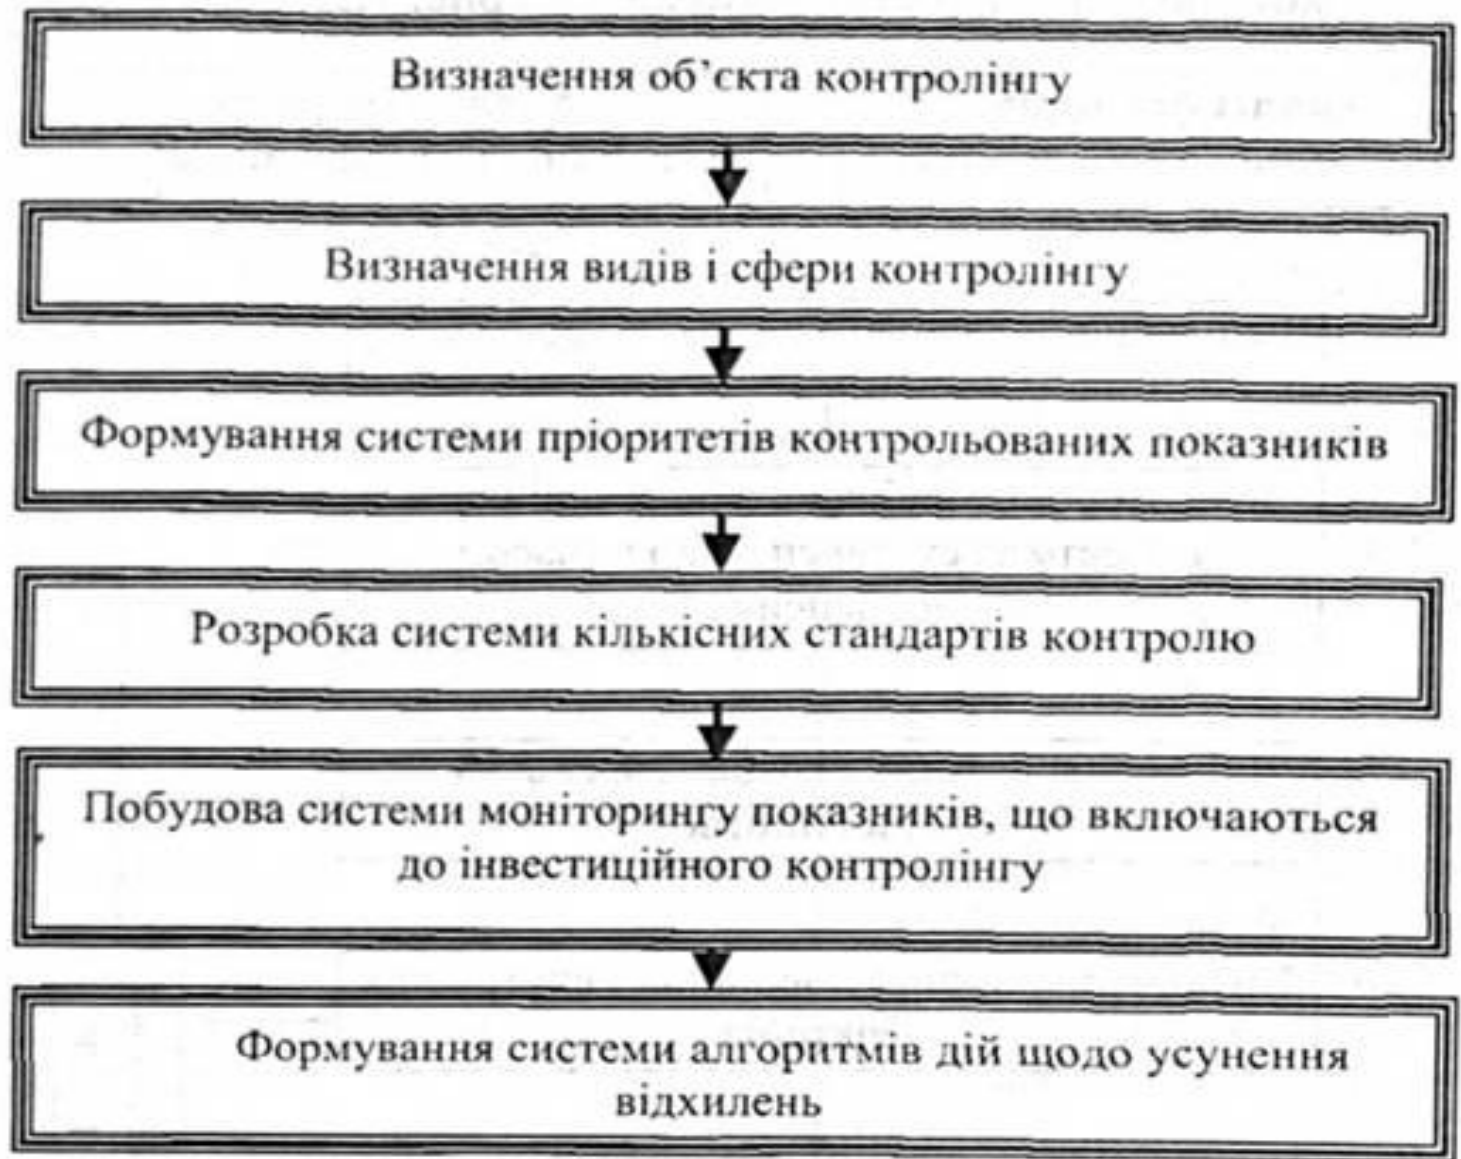 Визначення об’єкта контролінгу
Визначення видів і сфери контролінгу
Формування системи пріоритетів контрольованих показників
Розробка системи кількісних стандартів контролю
Побудова системи моніторингу показників, що включаються
до інвестиційного контролінгу
Формування системи алгоритмів дій щодо усунення
відхилень